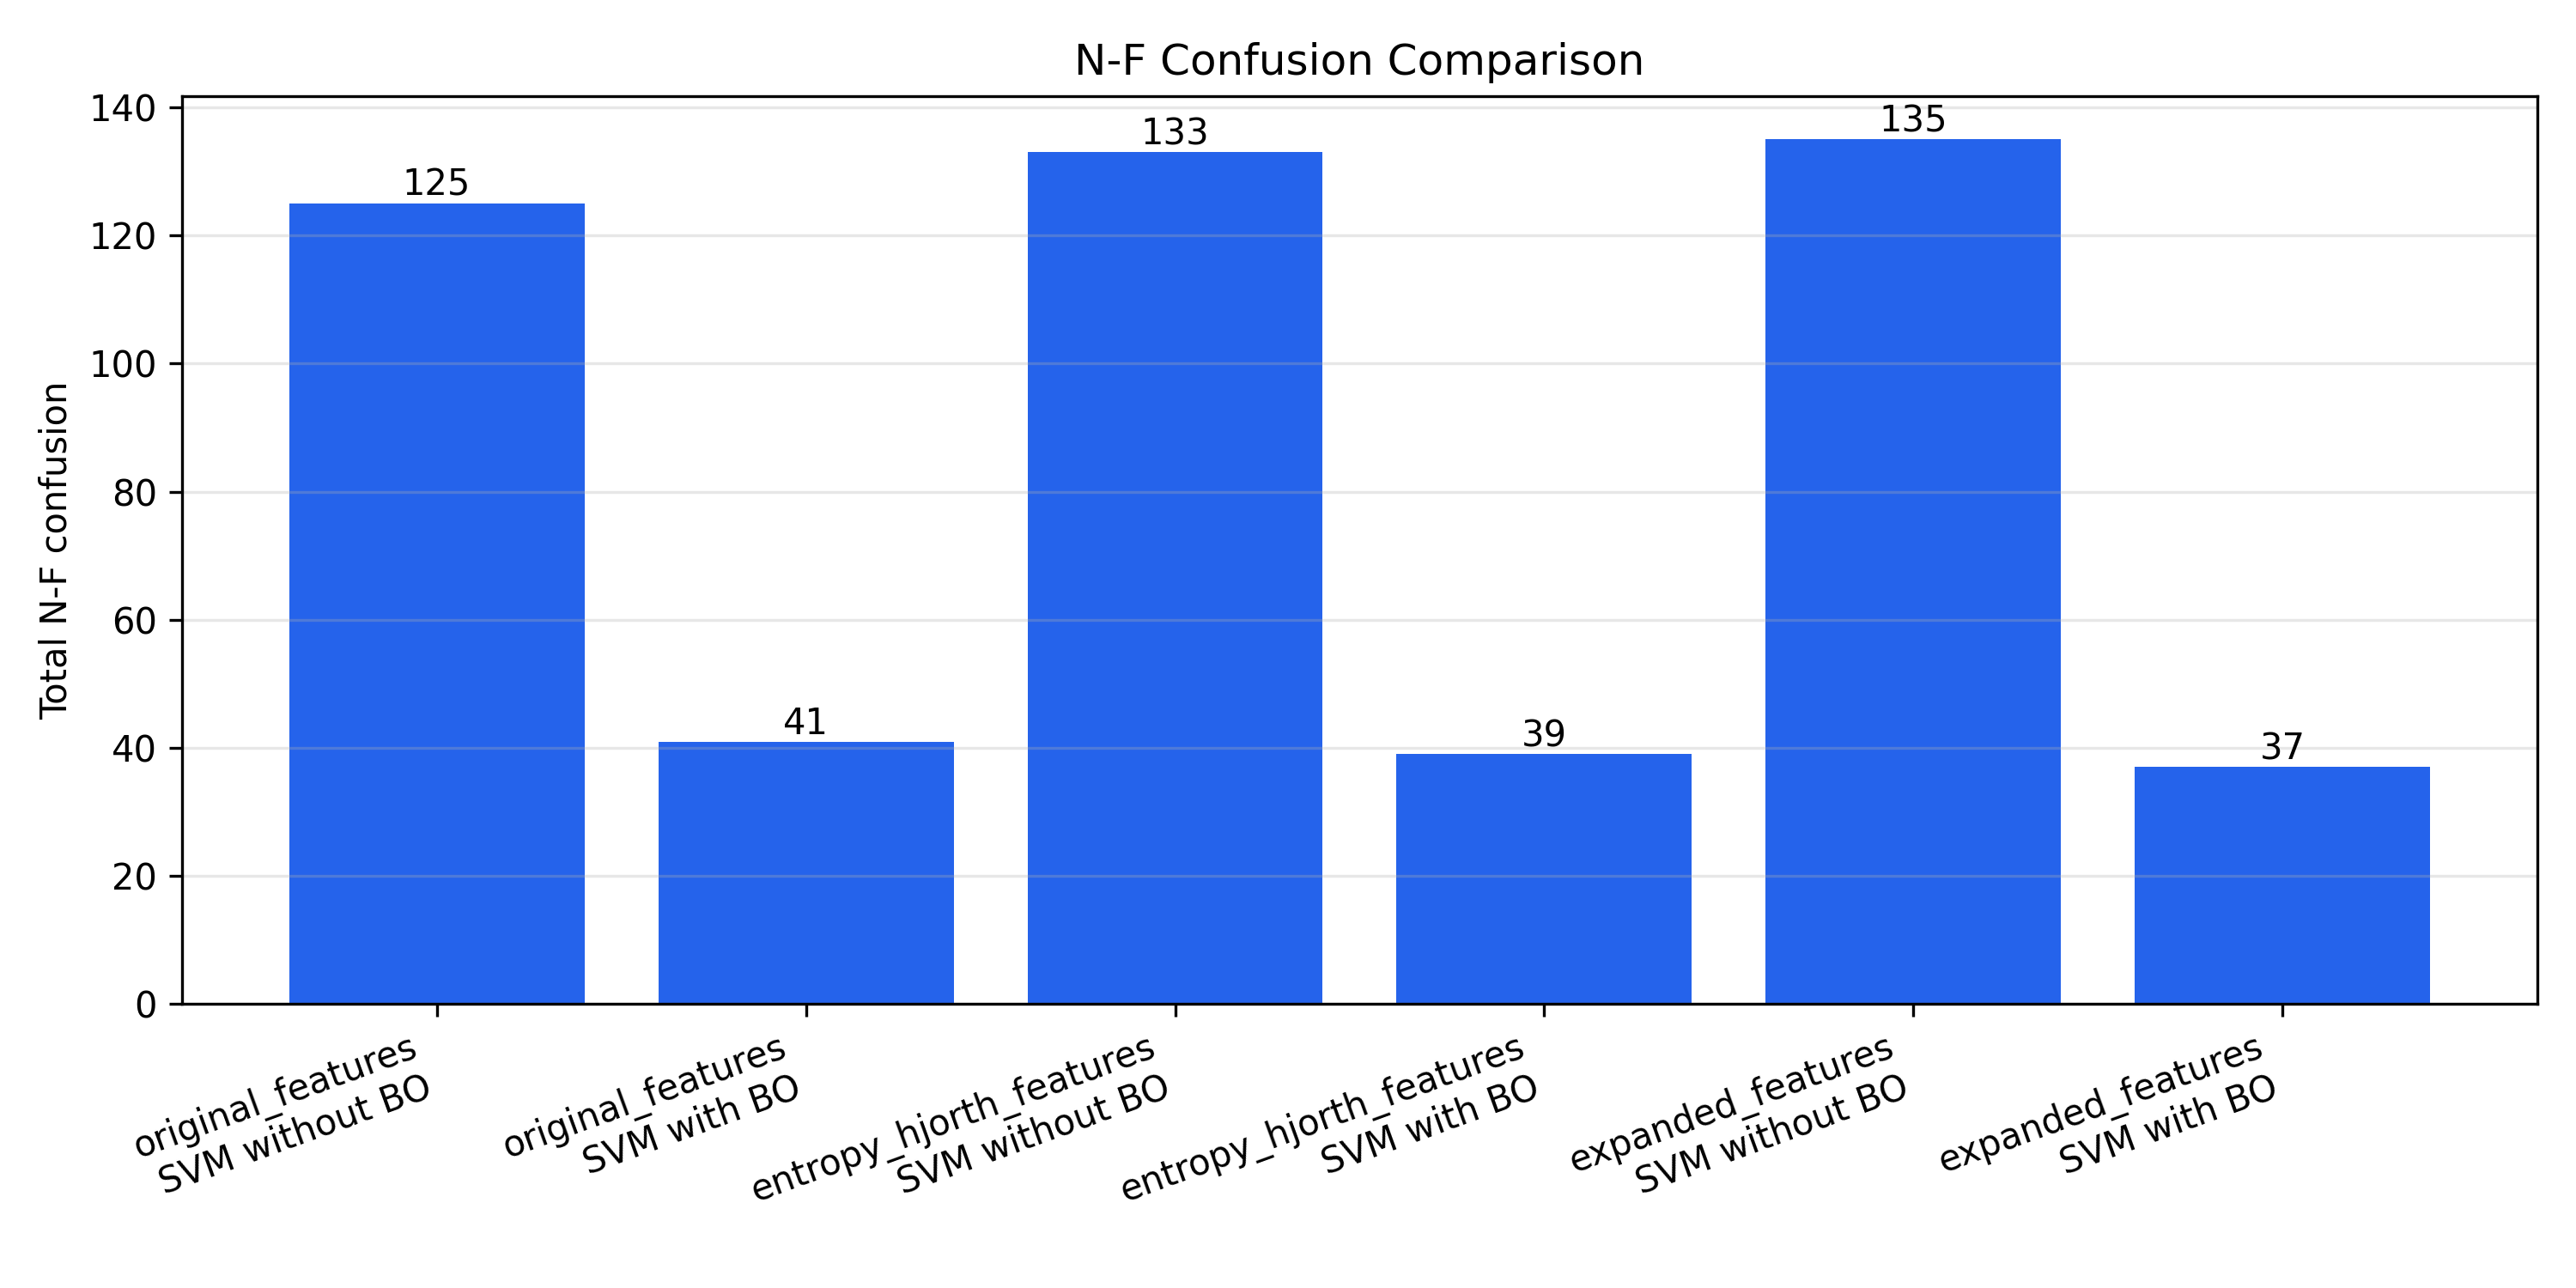 N-F Confusion Comparison
Total N-F confusion
140
120
100
80
60
40
20
0
125
41
133
39
135
37
original_features
SVM without BO
original_features
SVM with BO
entropy_hjorth_features
SVM without BO
entropy_hjorth_features
SVM with BO
expanded_features
SVM without BO
expanded_features
SVM with BO